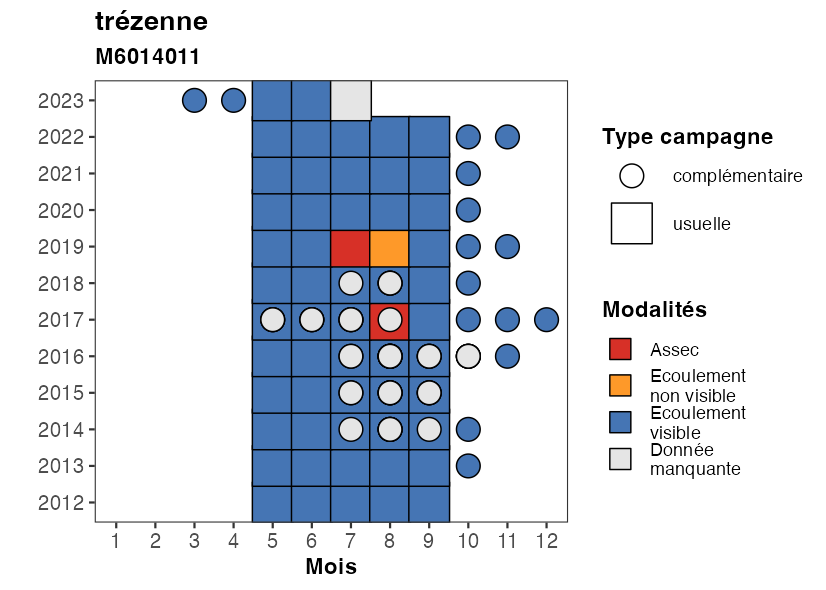 trézenne
M6014011
2023
2022
2021
2020
2019
2018
2017
2016
2015
2014
2013
2012
1 2 3 4 5 6 7 8 9 10 11 12
Mois
Type campagne
complémentaire
usuelle
Modalités
Assec
Ecoulement
non visible
Ecoulement
visible
Donnée
manquante